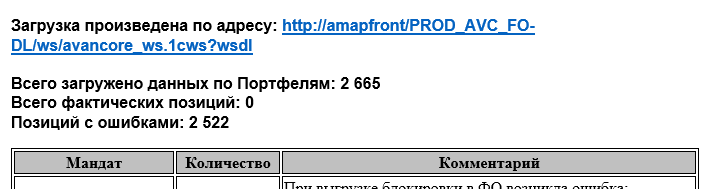 Загрузка произведена по адресу: http://amapfront/PROD_AVC_FO-
DL/ws/avancore_ws.1cws?wsdl
Всего загружено данных по Портфелям: 2 665
Всего фактических позиций: 0
Позиций с ошибками: 2 522
Мандат Количество Комментарий
При выгрузке блокировки в ФО возникла ошибка: